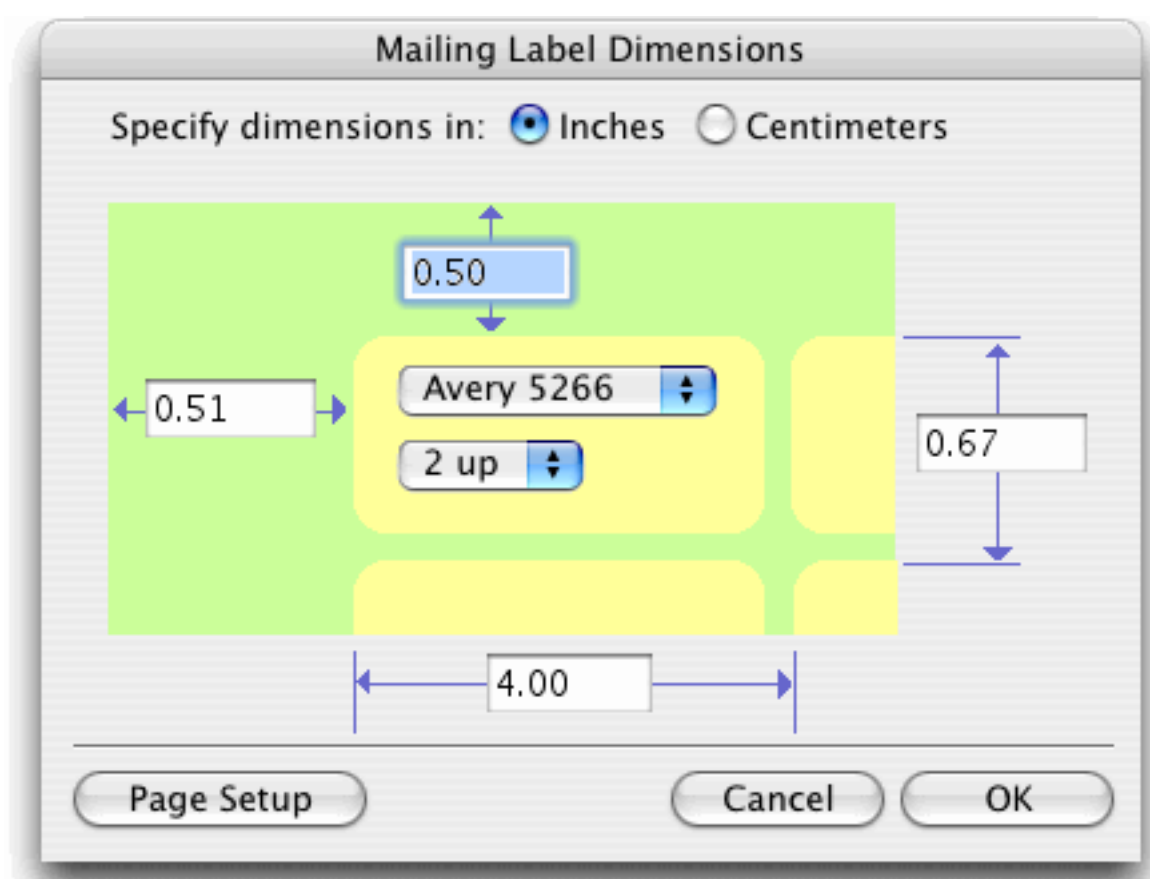 Mailing Label Dimensions
Specify dimensions in: Inches Centimeters
0.50
Avery 5266
0.51
0.67
2 up
4.00
Page Setup Cancel OK